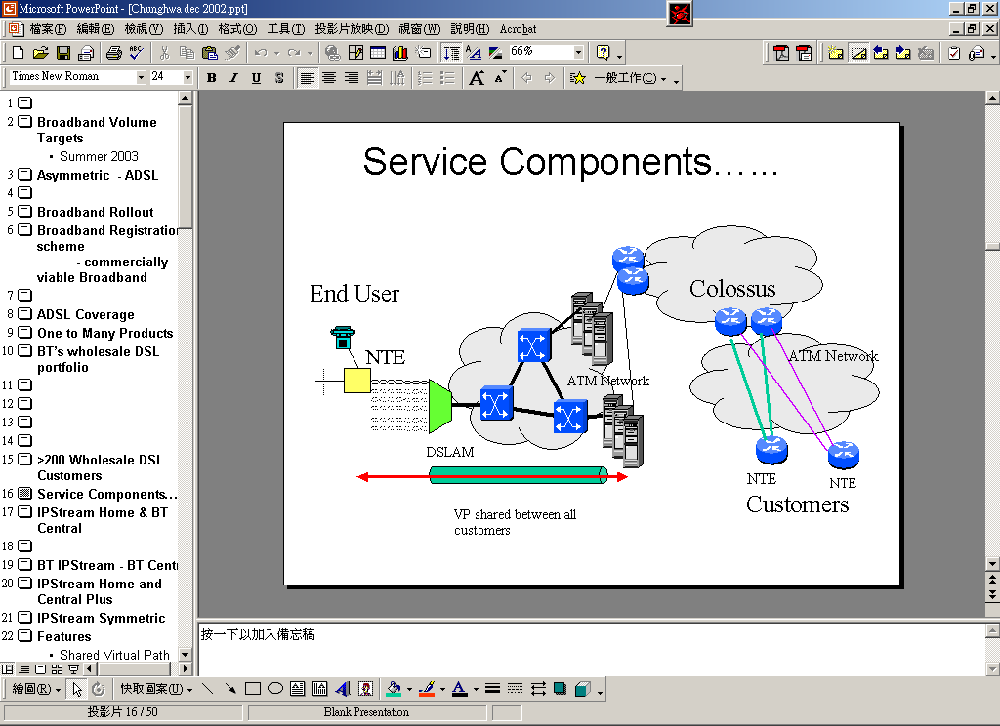 Microsoft PowerPoint - [Chunghwa dec 2002.ppt]
檔案(F) 編輯(E) 檢視(V) 插入(I) 格式(O) 工具(T) 投影片放映(D) 視窗(W) 說明(H) Acrobat
ABC 66%
Times New Roman 24 B I U S A A 一般工作(C)
1
2 Broadband Volume
Targets
• Summer 2003
3 Asymmetric - ADSL
4
5 Broadband Rollout
6 Broadband Registration
scheme
- commercially
viable Broadband
7
8 ADSL Coverage
9 One to Many Products
10 BT's wholesale DSL
portfolio
11
12
13
14
15 >200 Wholesale DSL
Customers
16 Service Components…
17 IPStream Home & BT
Central
18
19 BT IPStream - BT Centr
20 IPStream Home and
Central Plus
21 IPStream Symmetric
22 Features
• Shared Virtual Path
Service Components……
End User
NTE
DSLAM
ATM Network
VP shared between all
customers
Colossus
ATM Network
NTE
NTE
Customers
按一下以加入備忘稿
繪圖(R) 快取圖案(U) A A
投影片 16 / 50 Blank Presentation